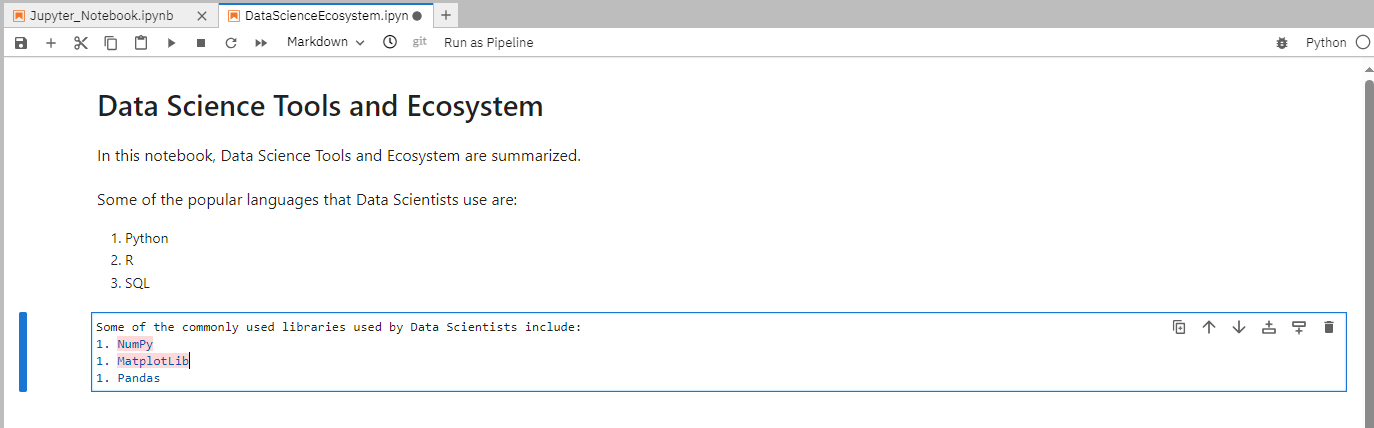 Jupyter_Notebook.ipynb
DataScienceEcosystem.ipyn
Markdown
git
Run as Pipeline
Python
Data Science Tools and Ecosystem
In this notebook, Data Science Tools and Ecosystem are summarized.
Some of the popular languages that Data Scientists use are:
1. Python
2. R
3. SQL
Some of the commonly used libraries used by Data Scientists include:
1. NumPy
1. MatplotLib
1. Pandas